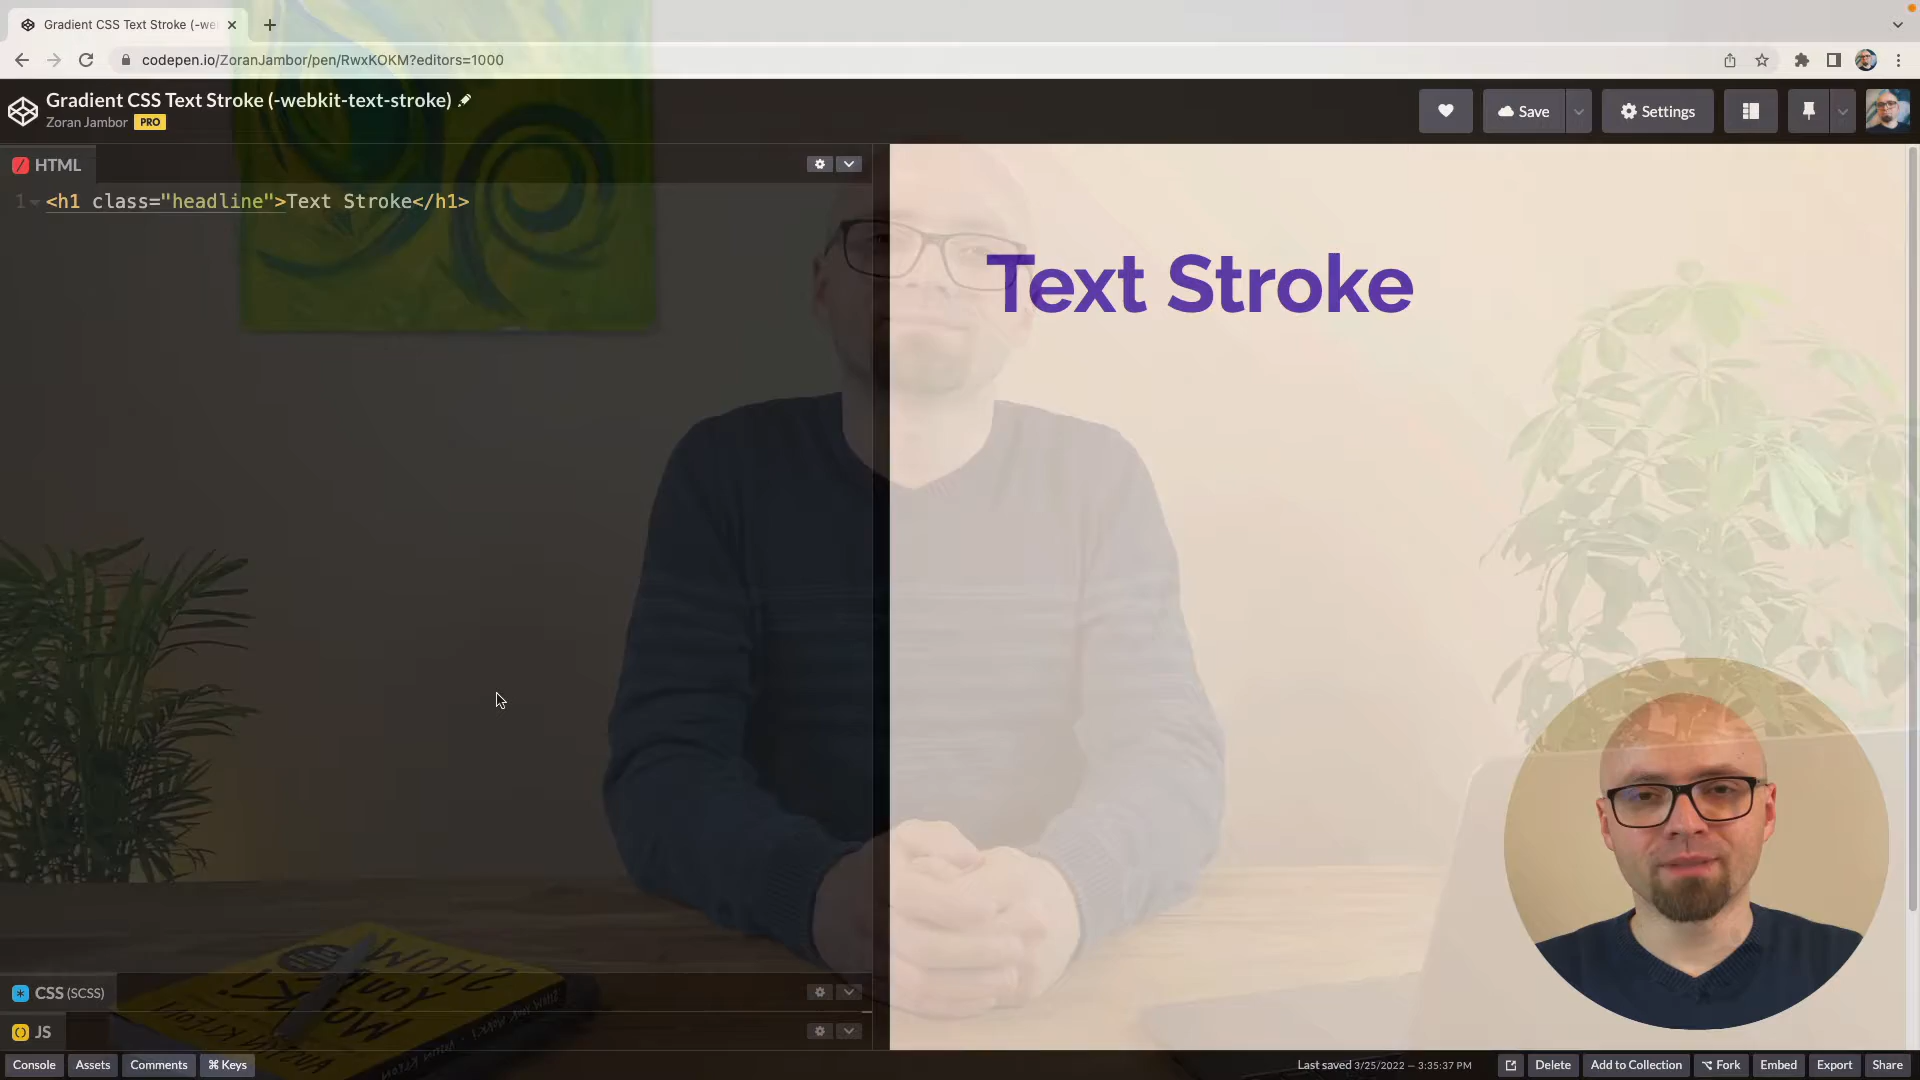 Gradient CSS Text Stroke (-we
codepen.io/ZoranJambor/pen/RwxKOKM?editors=1000
Gradient CSS Text Stroke (-webkit-text-stroke)
Zoran Jambor PRO
Save
Settings
HTML
1 <h1 class="headline">Text Stroke</h1>
Text Stroke
SHOW
YOUR
WORK!
CSS (SCSS)
JS
Console Assets Comments ⌘ Keys
Last saved 3/25/2022 — 3:35:37 PM
Delete Add to Collection ⌥ Fork Embed Export Share